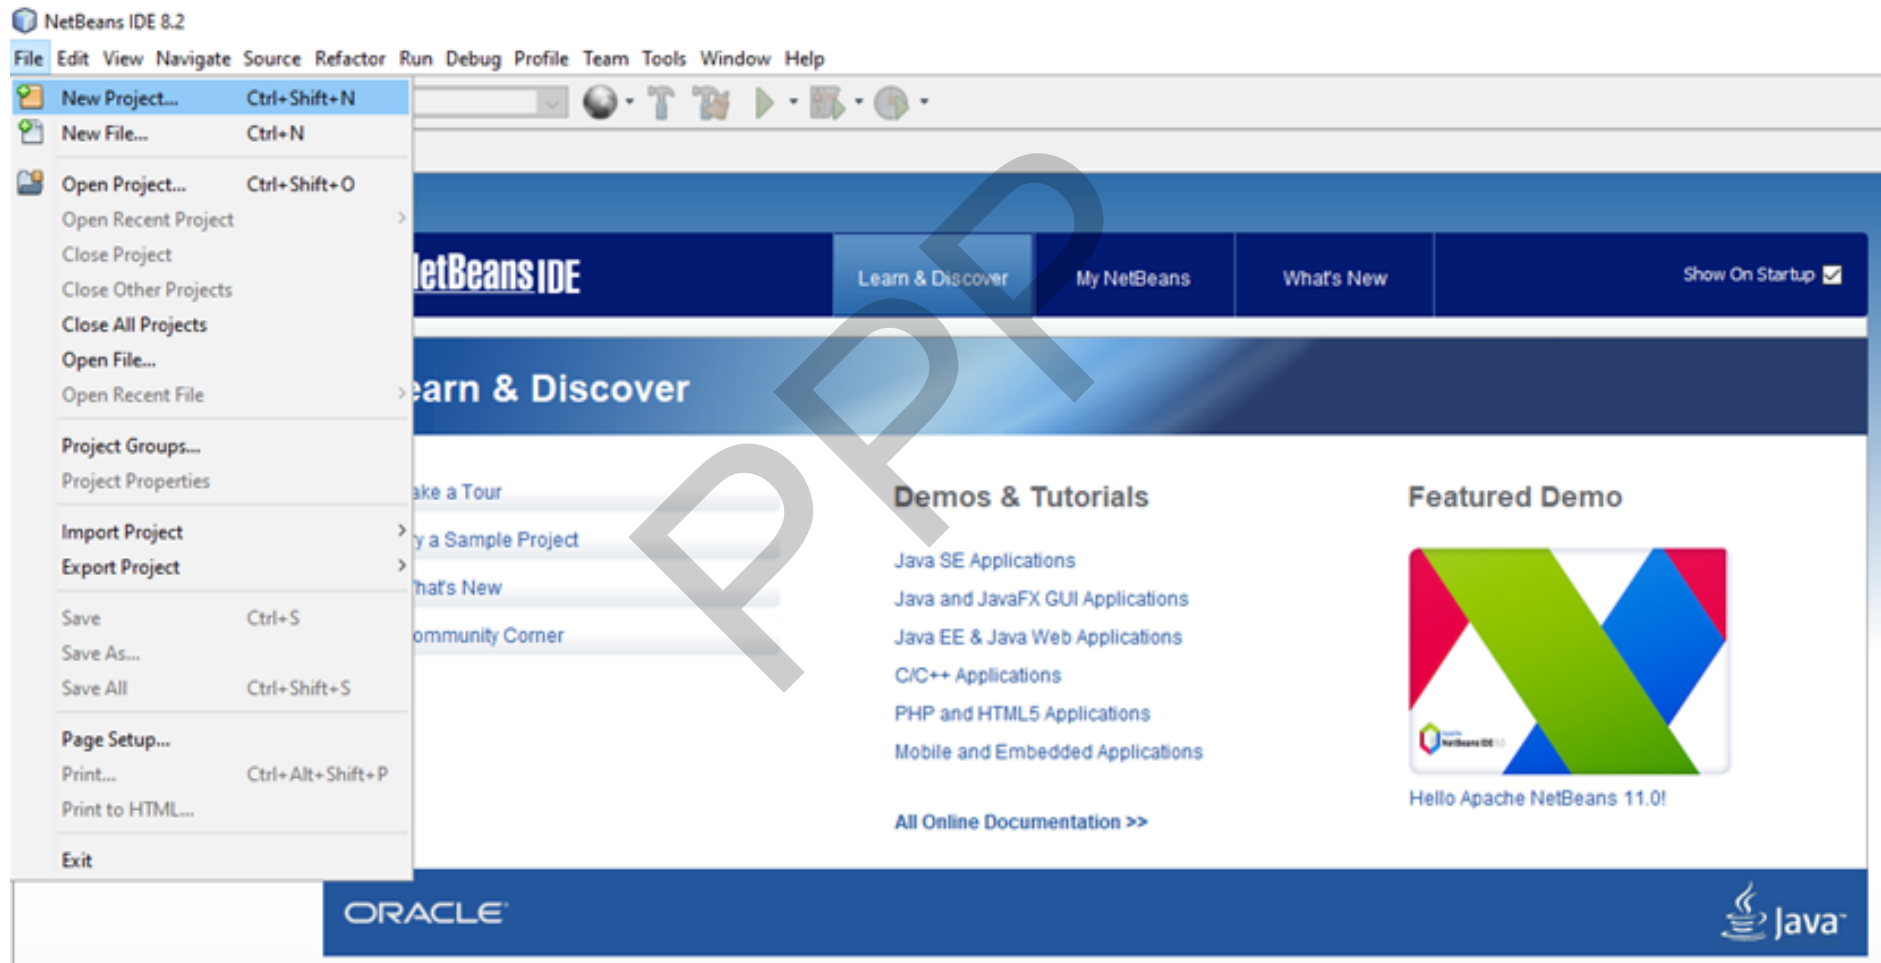 NetBeans IDE 8.2
File Edit View Navigate Source Refactor Run Debug Profile Team Tools Window Help
New Project... Ctrl+Shift+N
New File... Ctrl+N
Open Project... Ctrl+Shift+O
Open Recent Project
Close Project
Close Other Projects
Close All Projects
Open File...
Open Recent File
Project Groups...
Project Properties
Import Project
Export Project
Save Ctrl+S
Save As...
Save All Ctrl+Shift+S
Page Setup...
Print... Ctrl+Alt+Shift+P
Print to HTML...
Exit
letBeans IDE
Learn & Discover My NetBeans What's New
Show On Startup
earn & Discover
ake a Tour
y a Sample Project
hat's New
ommunity Corner
Demos & Tutorials
Java SE Applications
Java and JavaFX GUI Applications
Java EE & Java Web Applications
C/C++ Applications
PHP and HTML5 Applications
Mobile and Embedded Applications
All Online Documentation >>
Featured Demo
NetBeans IDE
Hello Apache NetBeans 11.0!
ORACLE
Java
PPP